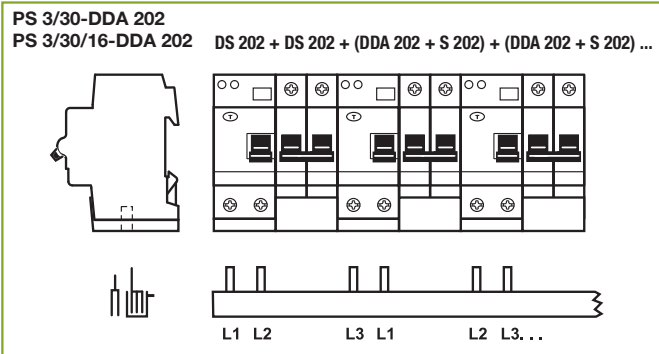 PS 3/30-DDA 202
PS 3/30/16-DDA 202 DS 202 + DS 202 + (DDA 202 + S 202) + (DDA 202 + S 202) ...
T T T
L1 L2 L3 L1 L2 L3...